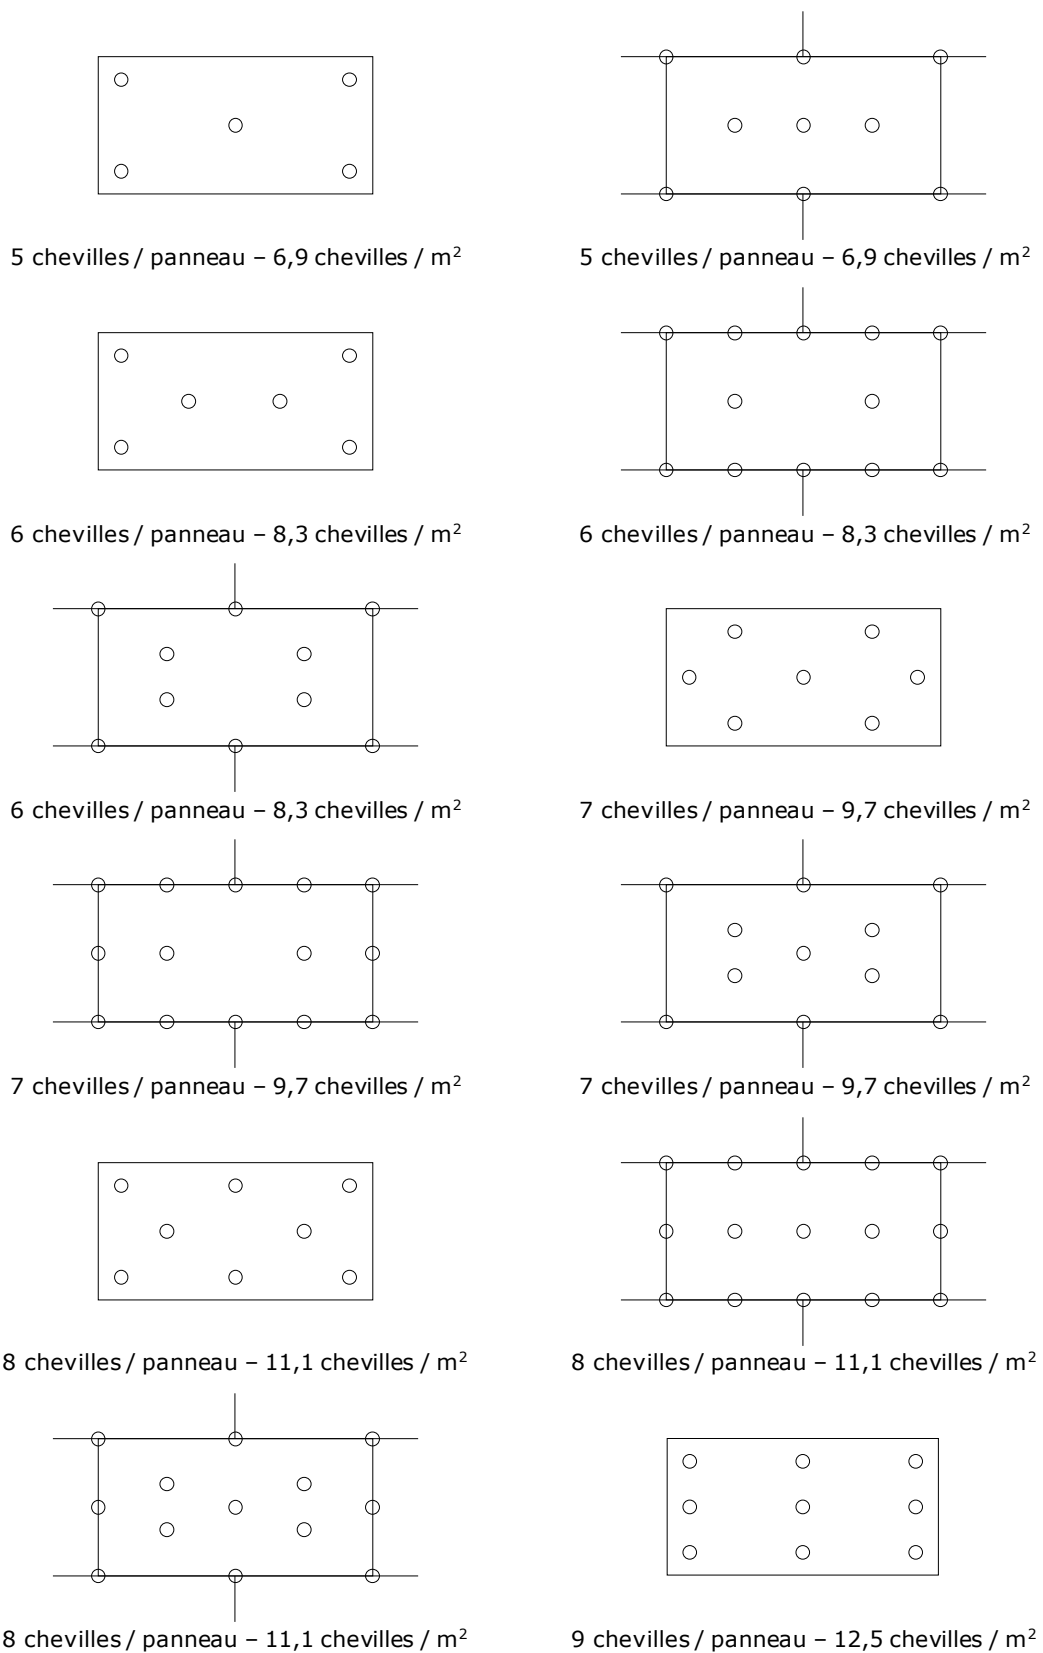 5 chevilles / panneau – 6,9 chevilles / m²
5 chevilles / panneau – 6,9 chevilles / m²
6 chevilles / panneau – 8,3 chevilles / m²
6 chevilles / panneau – 8,3 chevilles / m²
6 chevilles / panneau – 8,3 chevilles / m²
7 chevilles / panneau – 9,7 chevilles / m²
7 chevilles / panneau – 9,7 chevilles / m²
7 chevilles / panneau – 9,7 chevilles / m²
8 chevilles / panneau – 11,1 chevilles / m²
8 chevilles / panneau – 11,1 chevilles / m²
8 chevilles / panneau – 11,1 chevilles / m²
9 chevilles / panneau – 12,5 chevilles / m²